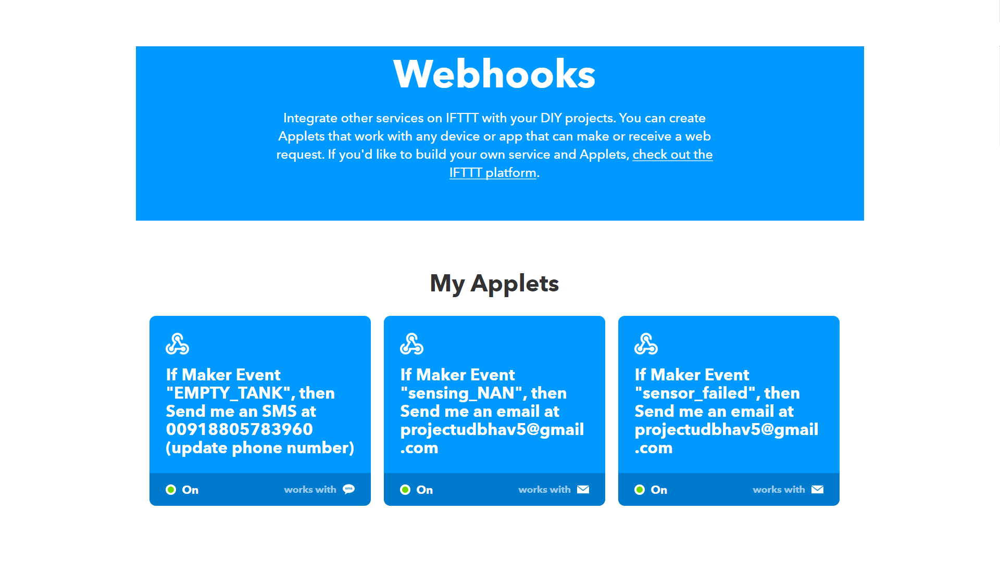 Webhooks
Integrate other services on IFTTT with your DIY projects. You can create
Applets that work with any device or app that can make or receive a web
request. If you'd like to build your own service and Applets, check out the
IFTTT platform.
My Applets
If Maker Event
"EMPTY_TANK", then
Send me an SMS at
00918805783960
(update phone number)
On
works with
sms
If Maker Event
"sensing_NAN", then
Send me an email at
projectudbhav5@gmail
.com
On
works with
If Maker Event
"sensor_failed", then
Send me an email at
projectudbhav5@gmail
.com
On
works with